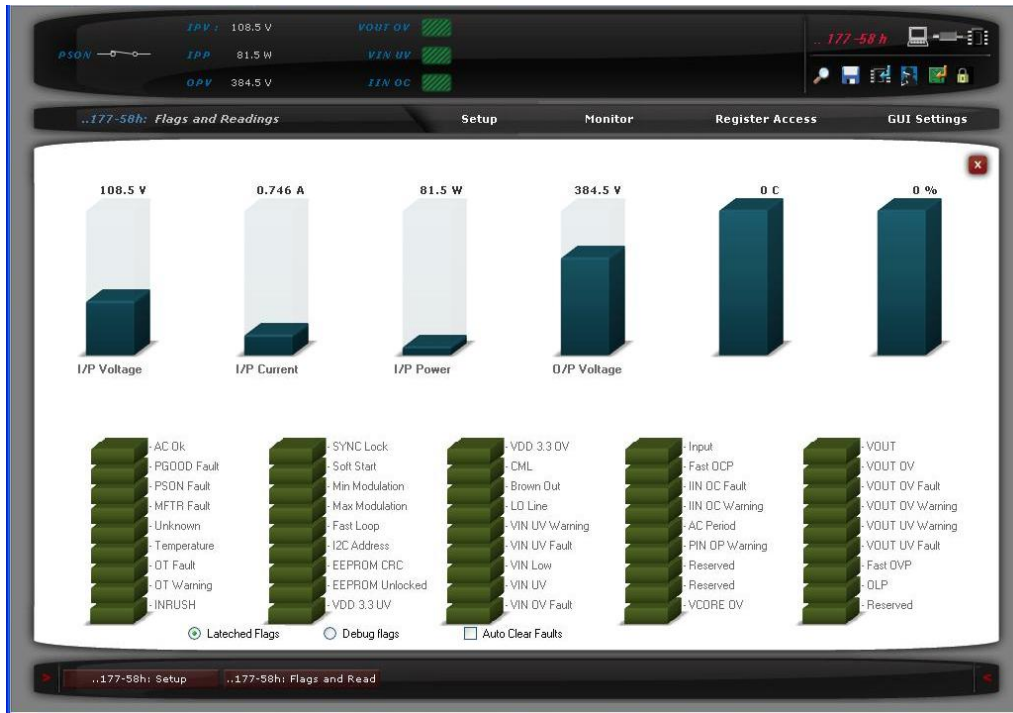 IPV : 108.5 V VOUT OV
.. 177-58 h
PSON IPP 81.5 W VIN UV
OPV 384.5 V IIN OC
..177-58h: Flags and Readings Setup Monitor Register Access GUI Settings
x
108.5 V 0.746 A 81.5 W 384.5 V 0 C 0 %
I/P Voltage I/P Current I/P Power O/P Voltage
AC Ok
PGOOD Fault
PSON Fault
MFTR Fault
Unknown
Temperature
OT Fault
OT Warning
INRUSH
SYNC Lock
Soft Start
Min Modulation
Max Modulation
Fast Loop
I2C Address
EEPROM CRC
EEPROM Unlocked
VDD 3.3 UV
VDD 3.3 OV
CML
Brown Out
LO Line
VIN UV Warning
VIN UV Fault
VIN Low
VIN UV
VIN OV Fault
Input
Fast OCP
IIN OC Fault
IIN OC Warning
AC Period
PIN OP Warning
Reserved
Reserved
VCORE OV
VOUT
VOUT OV
VOUT OV Fault
VOUT OV Warning
VOUT UV Warning
VOUT UV Fault
Fast OVP
OLP
Reserved
Lateched Flags Debug flags Auto Clear Faults
> ..177-58h: Setup ..177-58h: Flags and Read <